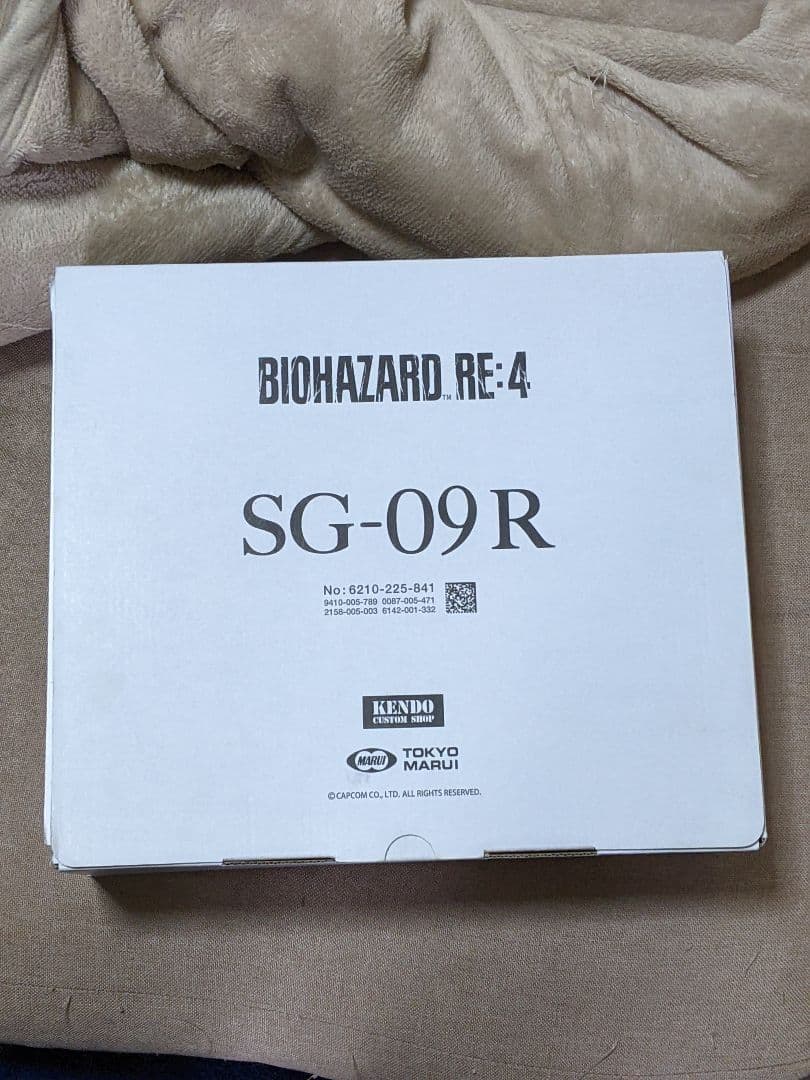 BIOHAZARD™ RE:4
SG-09 R
No: 6210-225-841
9410-005-789 0087-005-471
2158-005-003 6142-001-332
KENDO
CUSTOM SHOP
MARUI
TOKYO
MARUI
© CAPCOM CO., LTD. ALL RIGHTS RESERVED.